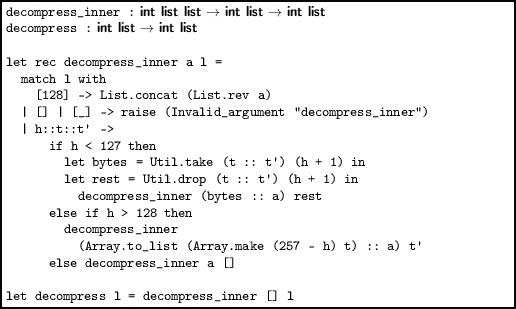 decompress_inner : int list list → int list → int list
decompress : int list → int list

let rec decompress_inner a l =
  match l with
    [128] -> List.concat (List.rev a)
  | [] | [_] -> raise (Invalid_argument "decompress_inner")
  | h::t::t' ->
      if h < 127 then
        let bytes = Util.take (t :: t') (h + 1) in
        let rest = Util.drop (t :: t') (h + 1) in
          decompress_inner (bytes :: a) rest
      else if h > 128 then
        decompress_inner
          (Array.to_list (Array.make (257 - h) t) :: a) t'
      else decompress_inner a []

let decompress l = decompress_inner [] l